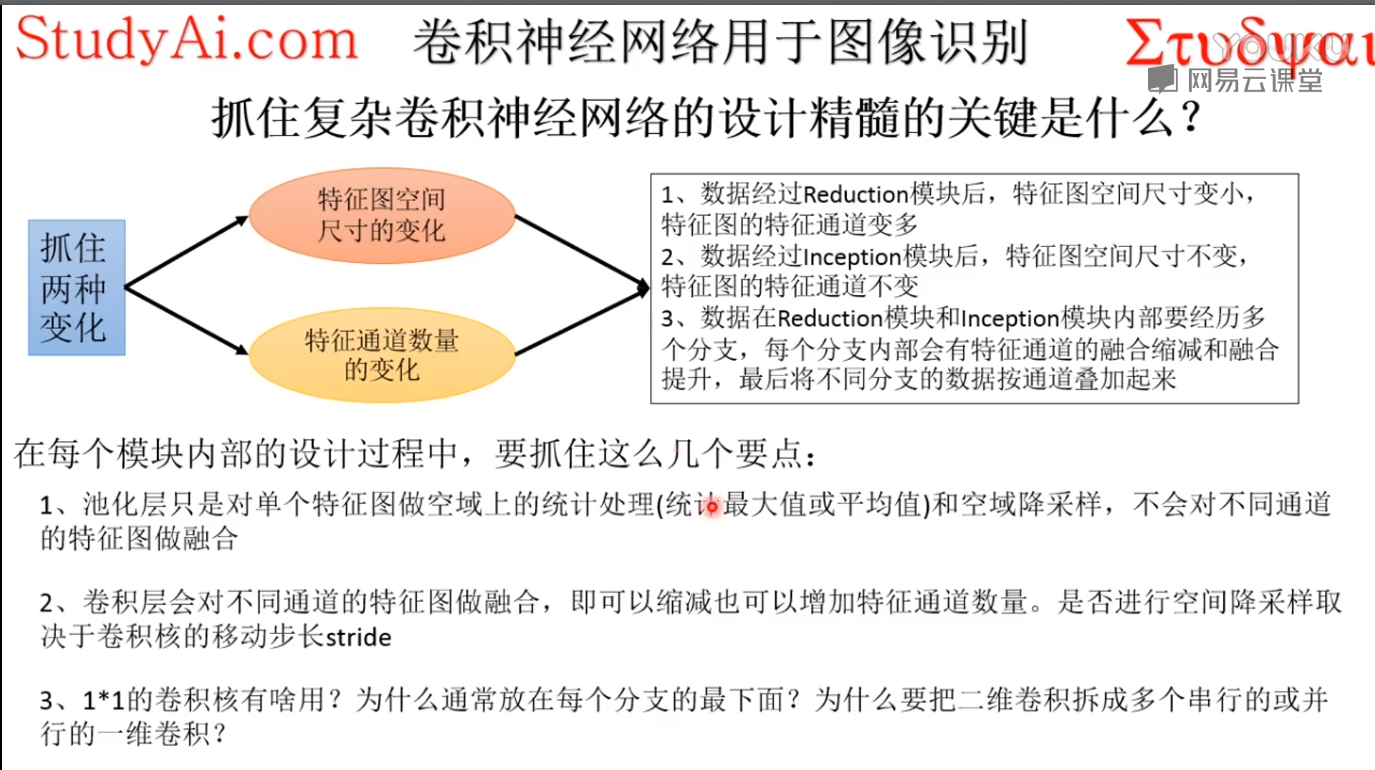 StudyAi.com 卷积神经网络用于图像识别 Στυδψαι
YOUKU
网易云课堂
抓住复杂卷积神经网络的设计精髓的关键是什么？
抓住
两种
变化
特征图空间
尺寸的变化
特征通道数量
的变化
1、数据经过Reduction模块后，特征图空间尺寸变小，
特征图的特征通道变多
2、数据经过Inception模块后，特征图空间尺寸不变，
特征图的特征通道不变
3、数据在Reduction模块和Inception模块内部要经历多
个分支，每个分支内部会有特征通道的融合缩减和融合
提升，最后将不同分支的数据按通道叠加起来
在每个模块内部的设计过程中，要抓住这么几个要点：
1、池化层只是对单个特征图做空域上的统计处理(统计最大值或平均值)和空域降采样，不会对不同通道
的特征图做融合
2、卷积层会对不同通道的特征图做融合，即可以缩减也可以增加特征通道数量。是否进行空间降采样取
决于卷积核的移动步长stride
3、1*1的卷积核有啥用？为什么通常放在每个分支的最下面？为什么要把二维卷积拆成多个串行的或并
行的一维卷积？